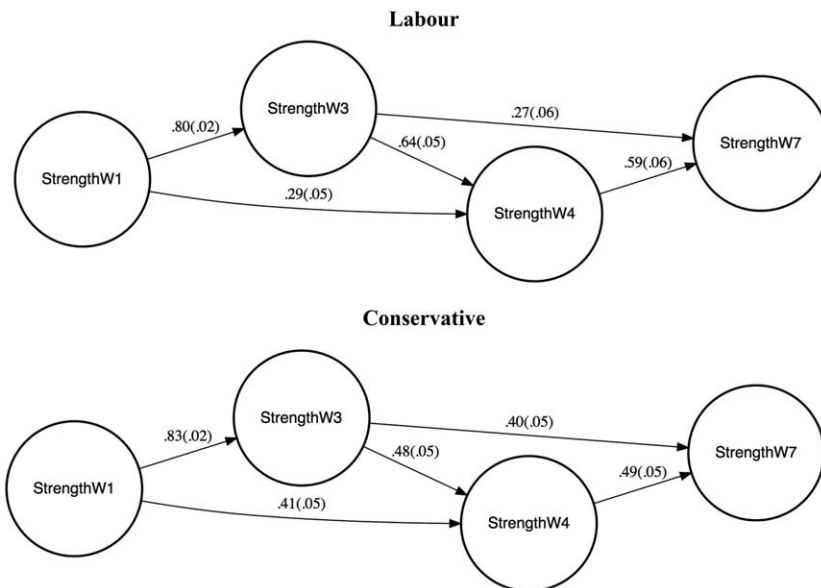 Labour
StrengthW3
.80(.02)
.27(.06)
StrengthW7
.64(.05)
StrengthW1
.59(.06)
.29(.05)
StrengthW4
Conservative
StrengthW3
.83(.02)
.40(.05)
StrengthW7
.48(.05)
StrengthW1
.49(.05)
.41(.05)
StrengthW4